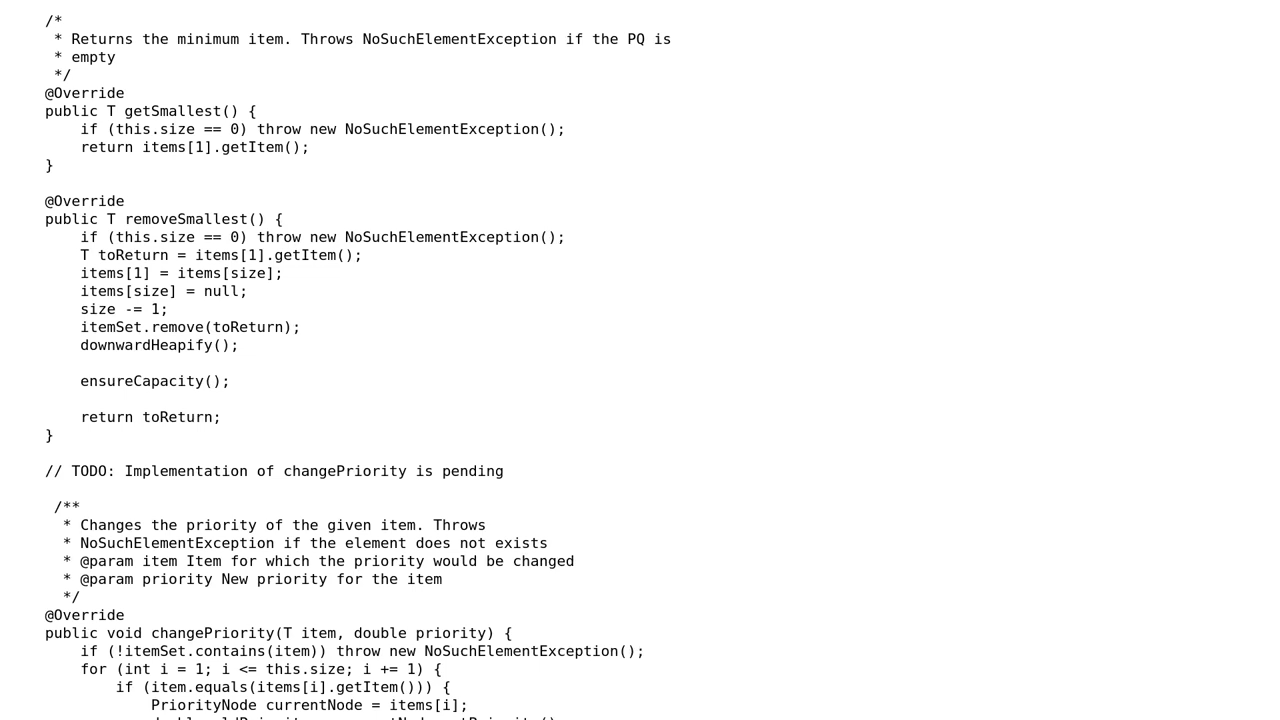 /*
 * Returns the minimum item. Throws NoSuchElementException if the PQ is
 * empty
 */
@Override
public T getSmallest() {
    if (this.size == 0) throw new NoSuchElementException();
    return items[1].getItem();
}

@Override
public T removeSmallest() {
    if (this.size == 0) throw new NoSuchElementException();
    T toReturn = items[1].getItem();
    items[1] = items[size];
    items[size] = null;
    size -= 1;
    itemSet.remove(toReturn);
    downwardHeapify();

    ensureCapacity();

    return toReturn;
}

// TODO: Implementation of changePriority is pending

 /**
  * Changes the priority of the given item. Throws
  * NoSuchElementException if the element does not exists
  * @param item Item for which the priority would be changed
  * @param priority New priority for the item
  */
@Override
public void changePriority(T item, double priority) {
    if (!itemSet.contains(item)) throw new NoSuchElementException();
    for (int i = 1; i <= this.size; i += 1) {
        if (item.equals(items[i].getItem())) {
            PriorityNode currentNode = items[i];